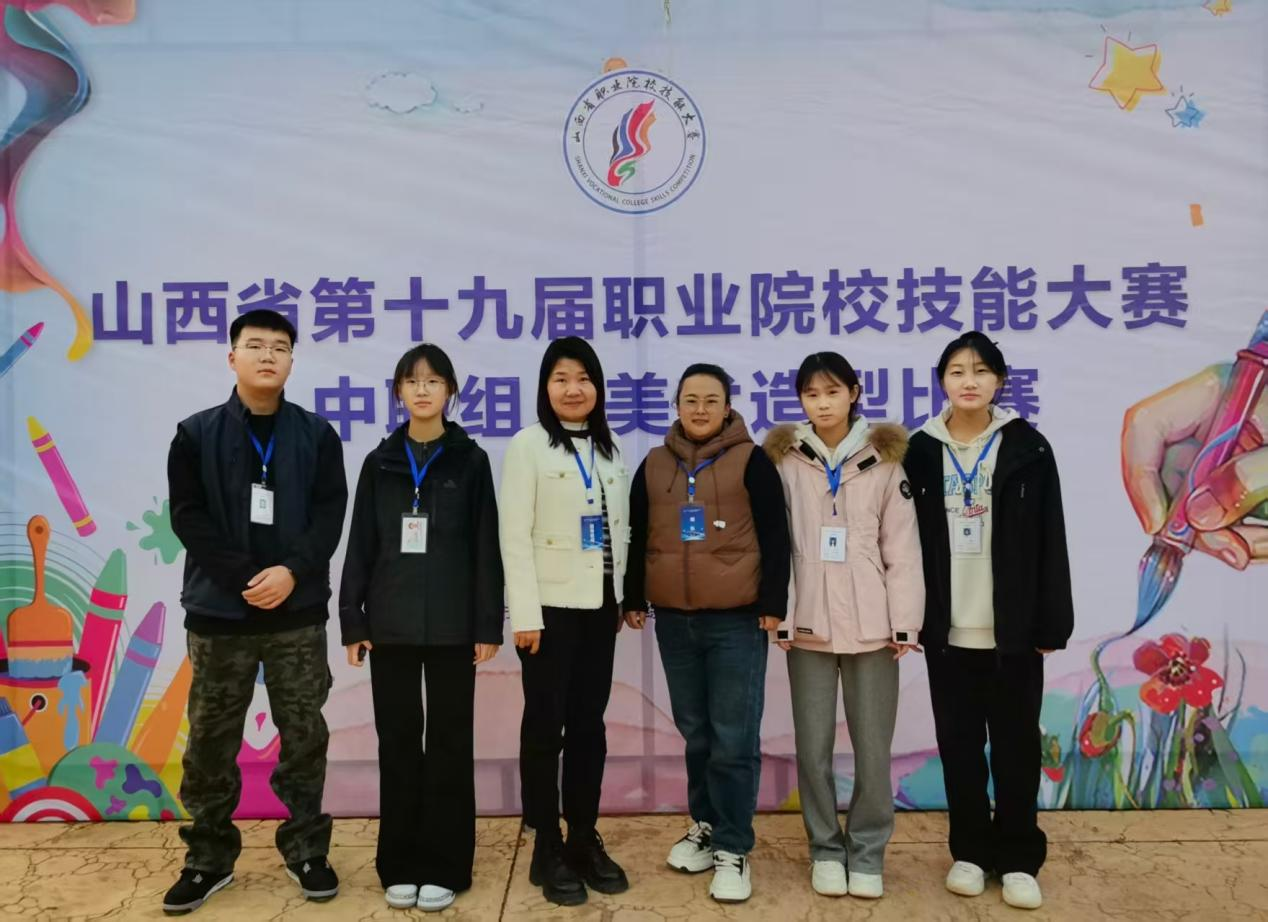 山西省职业院校技能大赛
SHANXI VOCATIONAL COLLEGE SKILLS COMPETITION
山西省第十九届职业院校技能大赛
中职组 美术造型比赛